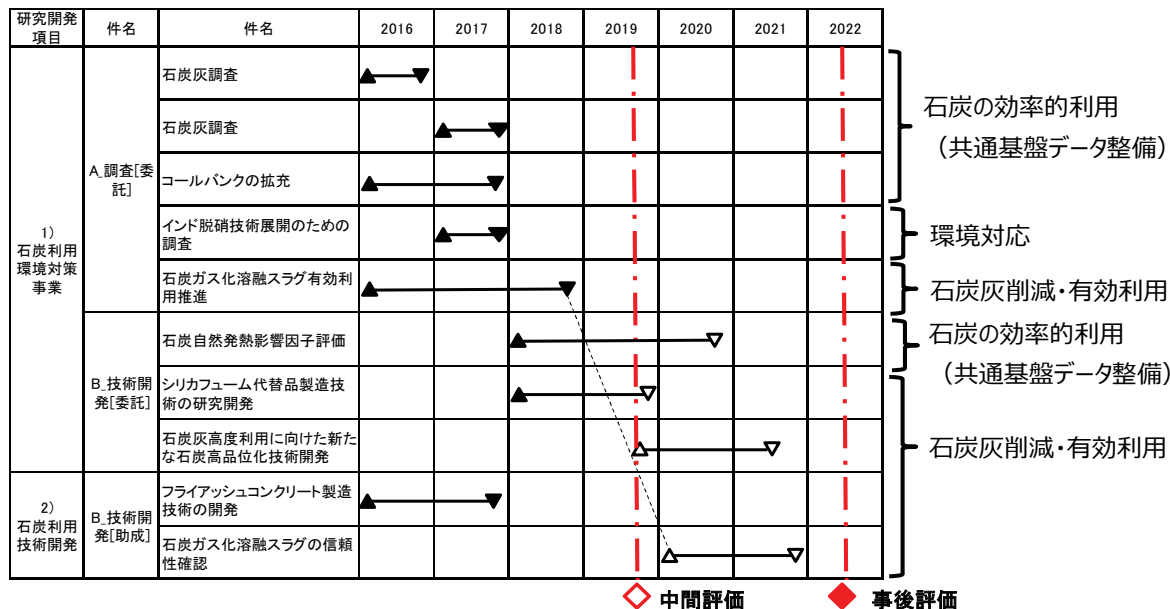 研究開発
項目
件名
件名
2016
2017
2018
2019
2020
2021
2022
1)
石炭利用
環境対策
事業
A_調査[委
託]
石炭灰調査
石炭灰調査
コールバンクの拡充
インド脱硝技術展開のための
調査
石炭ガス化溶融スラグ有効利
用推進
B_技術開
発[委託]
石炭自然発熱影響因子評価
シリカフューム代替品製造技
術の研究開発
石炭灰高度利用に向けた新た
な石炭高品位化技術開発
2)
石炭利用
技術開発
B_技術開
発[助成]
フライアッシュコンクリート製造
技術の開発
石炭ガス化溶融スラグの信頼
性確認
石炭の効率的利用
（共通基盤データ整備）
環境対応
石炭灰削減・有効利用
石炭の効率的利用
（共通基盤データ整備）
石炭灰削減・有効利用
中間評価
事後評価